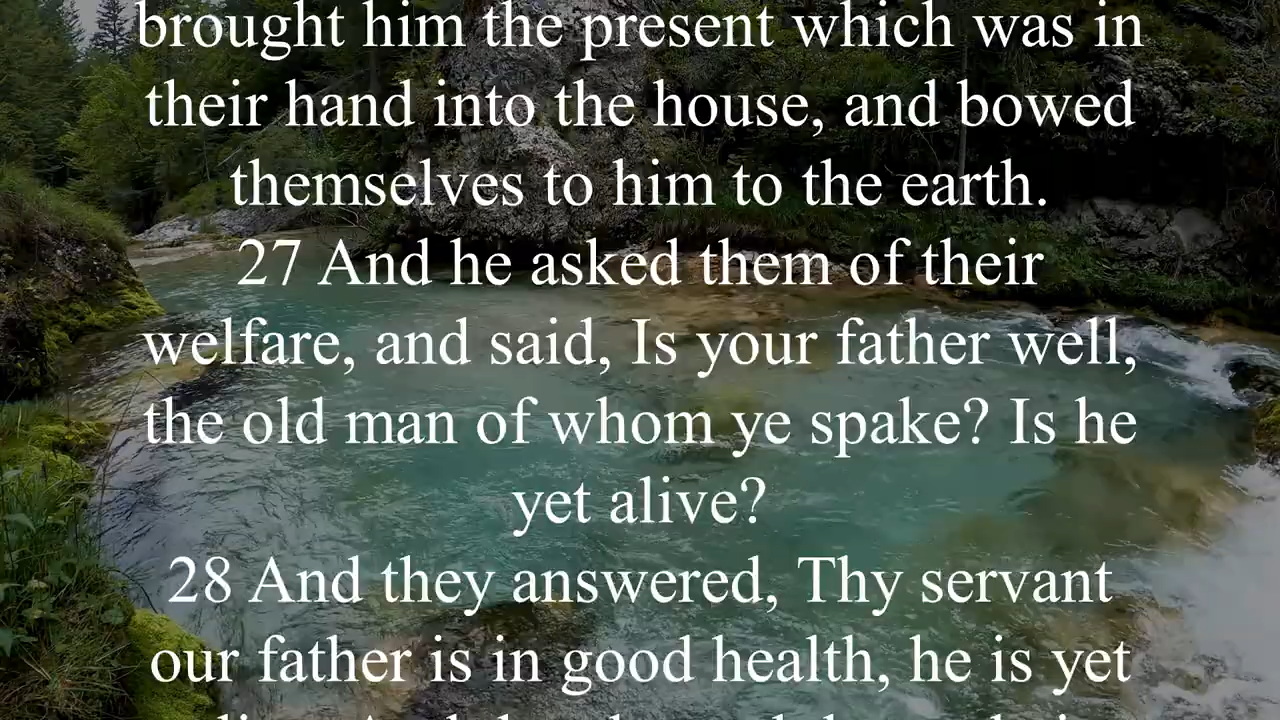 brought him the present which was in
their hand into the house, and bowed
themselves to him to the earth.
27 And he asked them of their
welfare, and said, Is your father well,
the old man of whom ye spake? Is he
yet alive?
28 And they answered, Thy servant
our father is in good health, he is yet